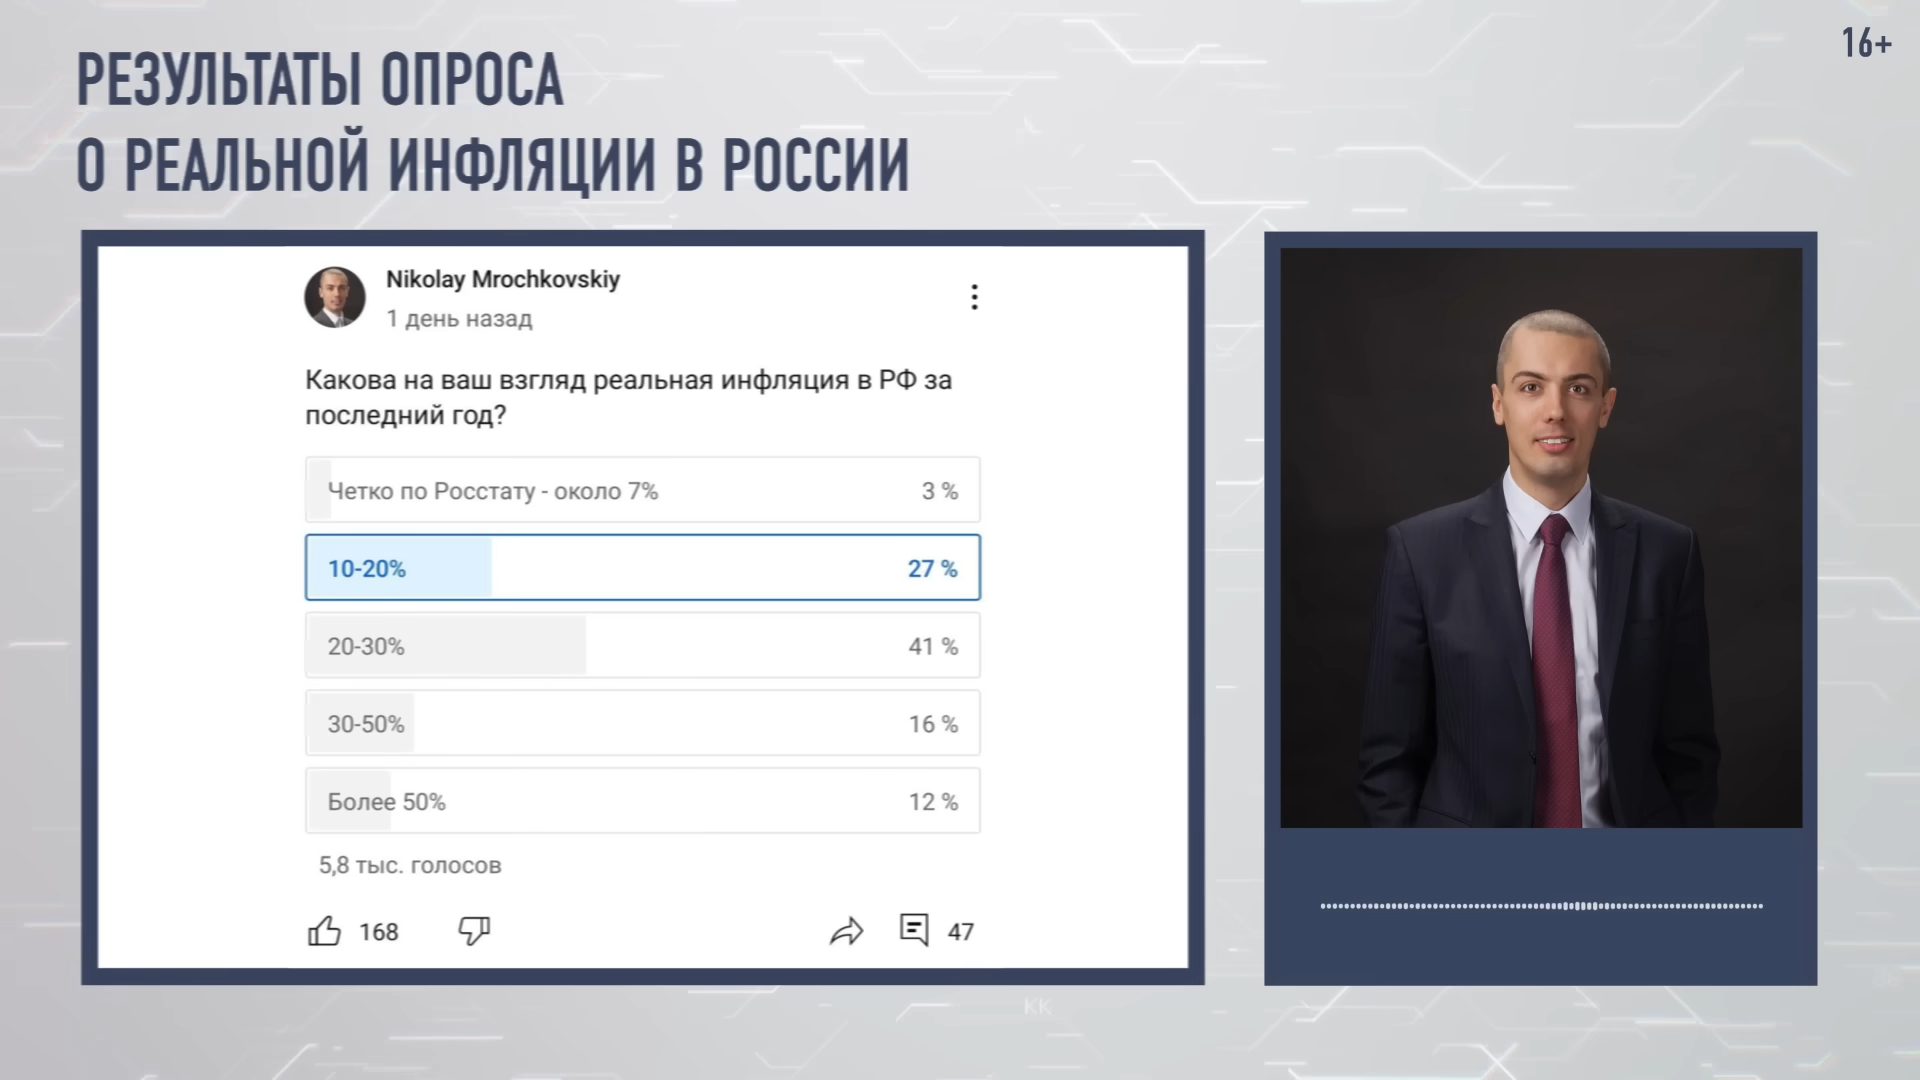 РЕЗУЛЬТАТЫ ОПРОСА
О РЕАЛЬНОЙ ИНФЛЯЦИИ В РОССИИ
16+
Nikolay Mrochkovskiy
1 день назад
Какова на ваш взгляд реальная инфляция в РФ за
последний год?
Четко по Росстату - около 7% 3 %
10-20% 27 %
20-30% 41 %
30-50% 16 %
Более 50% 12 %
5,8 тыс. голосов
168 47
KK